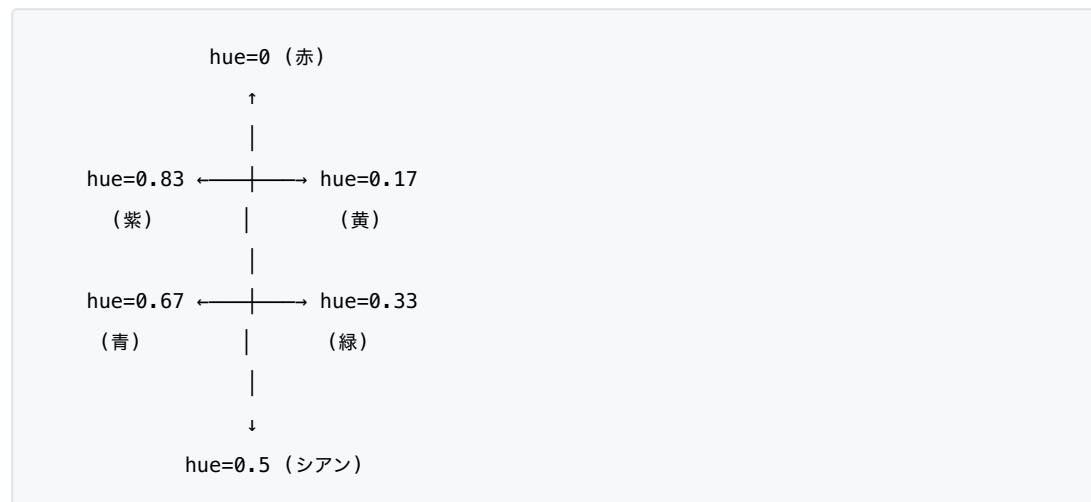 hue=0 (赤)
↑
│
hue=0.83 ←───┼───→ hue=0.17
(紫) │ (黄)
│
hue=0.67 ←───┼───→ hue=0.33
(青) │ (緑)
│
↓
hue=0.5 (シアン)